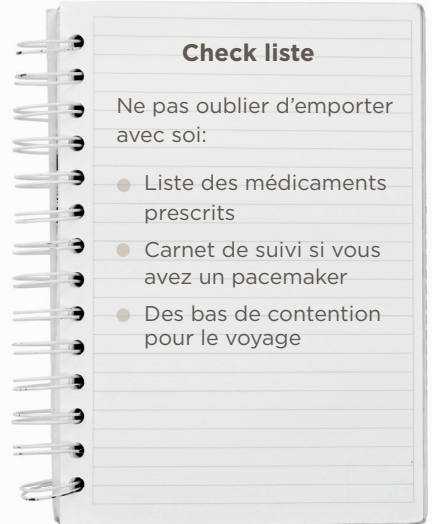 Check liste
Ne pas oublier d'emporter
avec soi:
Liste des médicaments
prescrits
Carnet de suivi si vous
avez un pacemaker
Des bas de contention
pour le voyage